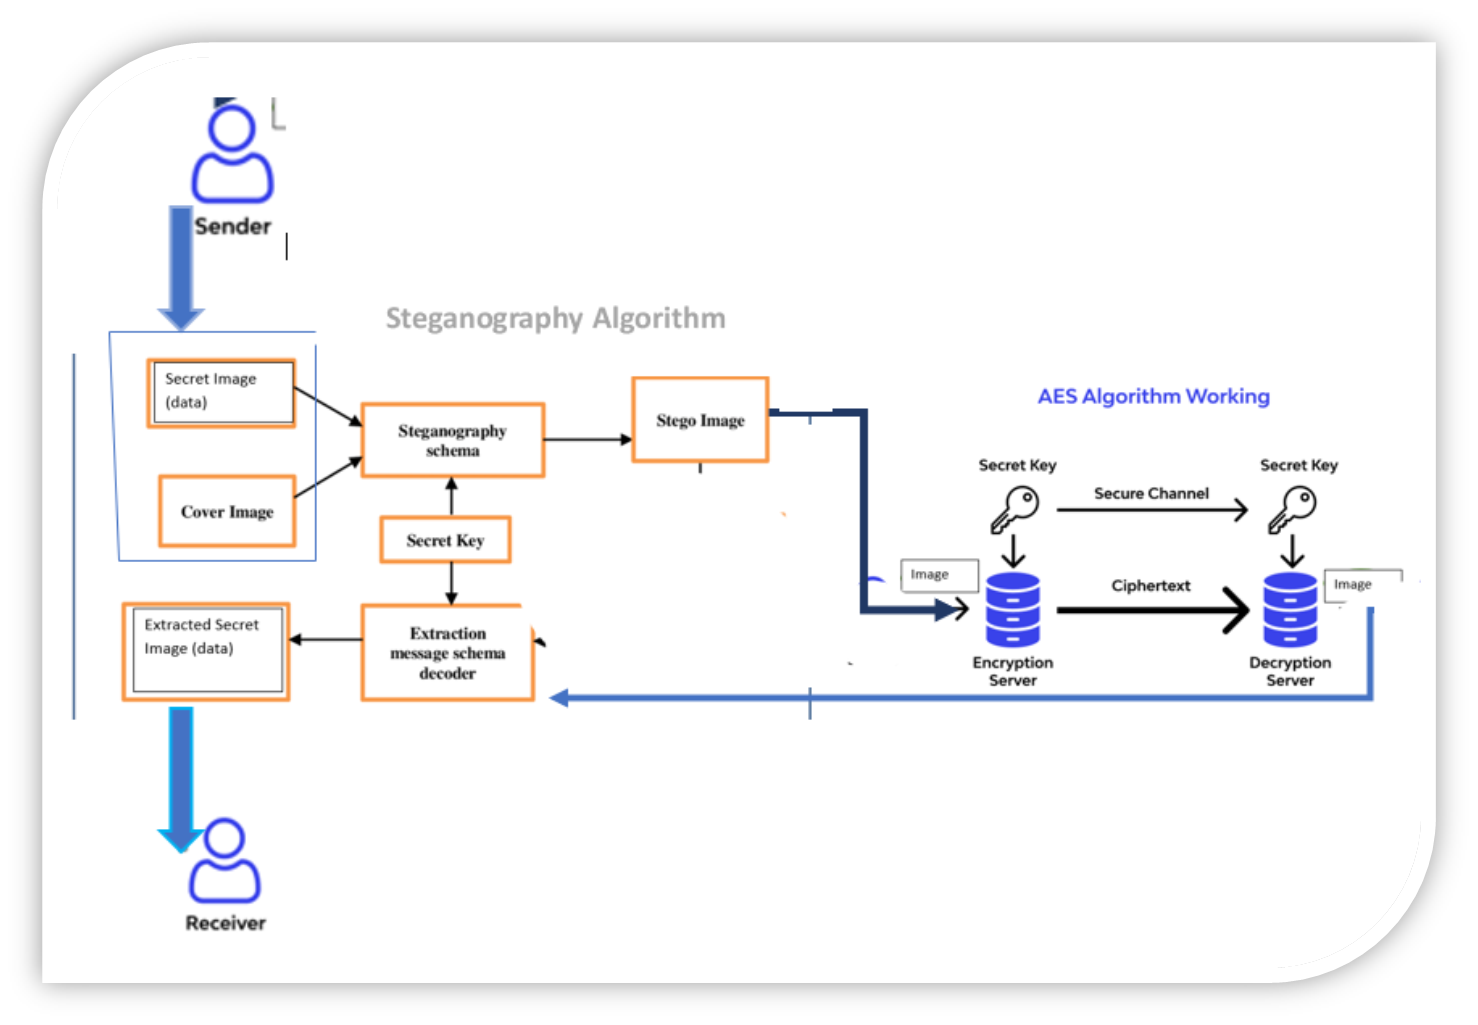 Sender
Steganography Algorithm
Secret Image
(data)
Cover Image
Steganography
schema
Secret Key
Stego Image
Extraction
message schema
decoder
Extracted Secret
Image (data)
Receiver
AES Algorithm Working
Secret Key
Secure Channel
Secret Key
Image
Ciphertext
Image
Encryption
Server
Decryption
Server